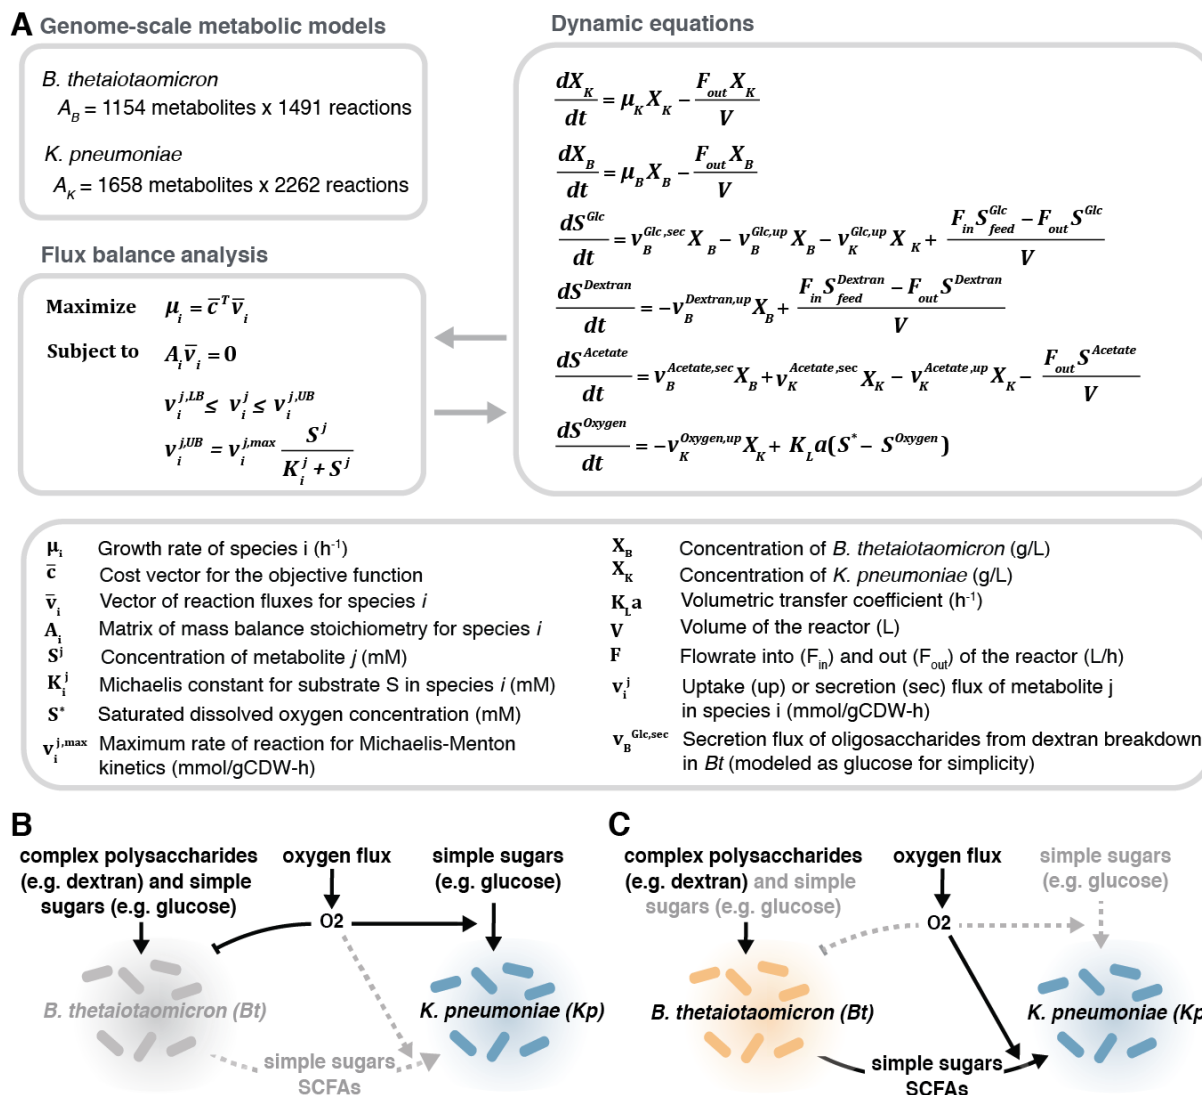 A Genome-scale metabolic models
B. thetaiotaomicron
A_B = 1154 metabolites x 1491 reactions
K. pneumoniae
A_K = 1658 metabolites x 2262 reactions
Flux balance analysis
Maximize μ_i = c̄^T v̄_i
Subject to A_i v̄_i = 0
v_i^{j,LB} ≤ v_i^j ≤ v_i^{j,UB}
v_i^{j,UB} = v_i^{j,max} S^j / (K_i^j + S^j)
Dynamic equations
dX_K/dt = μ_K X_K − F_out X_K / V
dX_B/dt = μ_B X_B − F_out X_B / V
dS^{Glc}/dt = v_B^{Glc,sec} X_B − v_B^{Glc,up} X_B − v_K^{Glc,up} X_K + (F_in S_feed^{Glc} − F_out S^{Glc}) / V
dS^{Dextran}/dt = −v_B^{Dextran,up} X_B + (F_in S_feed^{Dextran} − F_out S^{Dextran}) / V
dS^{Acetate}/dt = v_B^{Acetate,sec} X_B + v_K^{Acetate,sec} X_K − v_K^{Acetate,up} X_K − F_out S^{Acetate} / V
dS^{Oxygen}/dt = −v_K^{Oxygen,up} X_K + K_L a(S^* − S^{Oxygen})
μ_i Growth rate of species i (h⁻¹)
c̄ Cost vector for the objective function
v̄_i Vector of reaction fluxes for species i
A_i Matrix of mass balance stoichiometry for species i
S^j Concentration of metabolite j (mM)
K_i^j Michaelis constant for substrate S in species i (mM)
S^* Saturated dissolved oxygen concentration (mM)
v_i^{j,max} Maximum rate of reaction for Michaelis-Menton
kinetics (mmol/gCDW-h)
X_B Concentration of B. thetaiotaomicron (g/L)
X_K Concentration of K. pneumoniae (g/L)
K_L a Volumetric transfer coefficient (h⁻¹)
V Volume of the reactor (L)
F Flowrate into (F_in) and out (F_out) of the reactor (L/h)
v_i^j Uptake (up) or secretion (sec) flux of metabolite j
in species i (mmol/gCDW-h)
v_B^{Glc,sec} Secretion flux of oligosaccharides from dextran breakdown
in Bt (modeled as glucose for simplicity)
B
complex polysaccharides
(e.g. dextran) and simple
sugars (e.g. glucose)
oxygen flux
simple sugars
(e.g. glucose)
O2
B. thetaiotaomicron (Bt)
K. pneumoniae (Kp)
simple sugars
SCFAs
C
complex polysaccharides
(e.g. dextran) and simple
sugars (e.g. glucose)
oxygen flux
simple sugars
(e.g. glucose)
O2
B. thetaiotaomicron (Bt)
K. pneumoniae (Kp
simple sugars
SCFAs